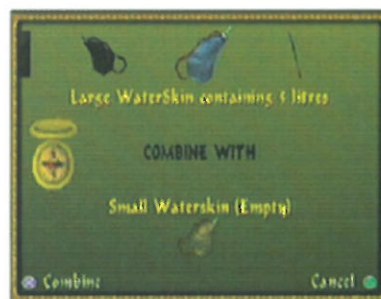 Large WaterSkin containing 5 litres
COMBINE WITH
Small Waterskin (Empty)
Combine Cancel